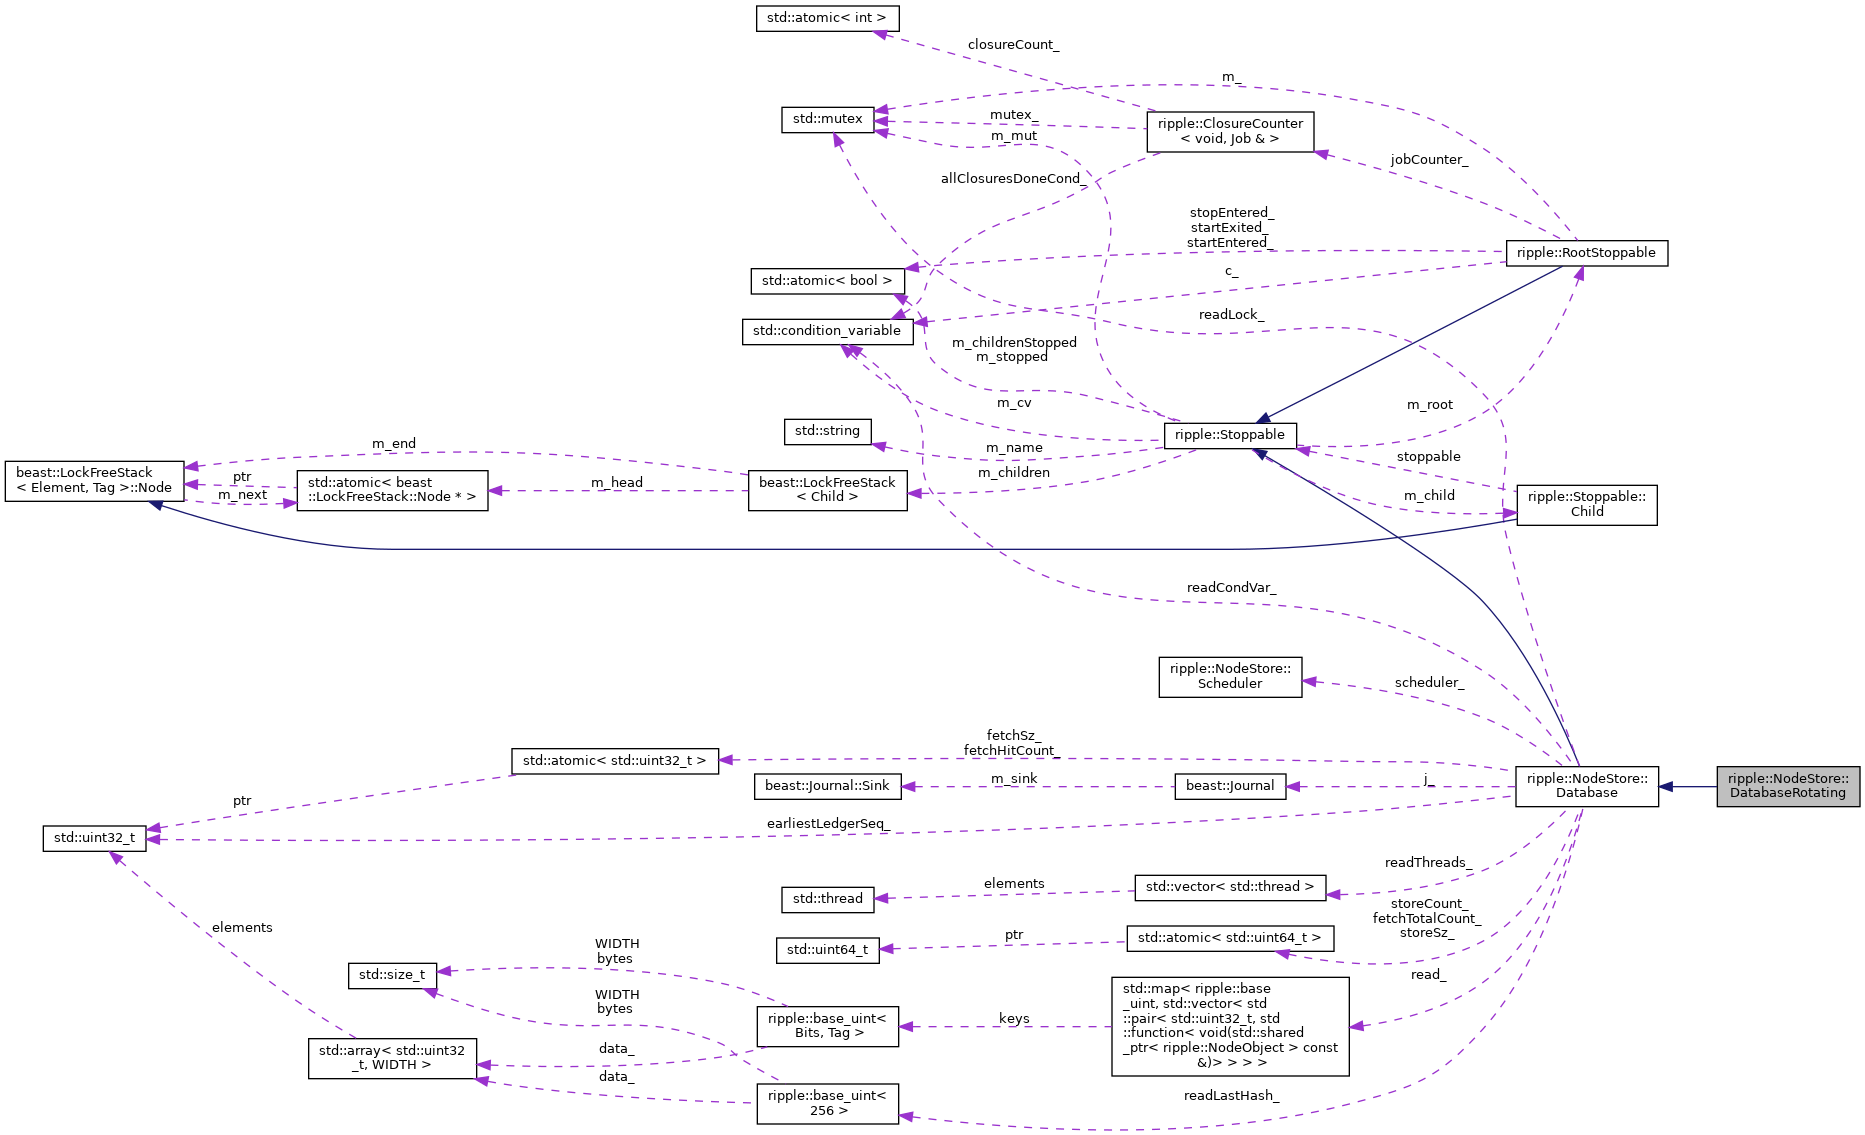 std::atomic< int >
closureCount_
m_
std::mutex
mutex_
m_mut
ripple::ClosureCounter
< void, Job & >
jobCounter_
allClosuresDoneCond_
stopEntered_
startExited_
startEntered_
ripple::RootStoppable
std::atomic< bool >
c_
std::condition_variable
readLock_
m_childrenStopped
m_stopped
m_cv
m_root
std::string
ripple::Stoppable
m_end
m_name
stoppable
beast::LockFreeStack
< Element, Tag >::Node
ptr
m_next
std::atomic< beast
::LockFreeStack::Node * >
m_head
beast::LockFreeStack
< Child >
m_children
m_child
ripple::Stoppable::
Child
readCondVar_
ripple::NodeStore::
Scheduler
scheduler_
fetchSz_
fetchHitCount_
std::atomic< std::uint32_t >
beast::Journal::Sink
m_sink
beast::Journal
j_
ripple::NodeStore::
Database
ripple::NodeStore::
DatabaseRotating
ptr
std::uint32_t
earliestLedgerSeq_
readThreads_
std::thread
elements
std::vector< std::thread >
storeCount_
fetchTotalCount_
storeSz_
elements
std::uint64_t
ptr
std::atomic< std::uint64_t >
WIDTH
bytes
std::size_t
read_
WIDTH
bytes
ripple::base_uint<
Bits, Tag >
keys
std::map< ripple::base
_uint, std::vector< std
::pair< std::uint32_t, std
::function< void(std::shared
_ptr< ripple::NodeObject > const
&)> > > >
std::array< std::uint32
_t, WIDTH >
data_
data_
ripple::base_uint<
256 >
readLastHash_